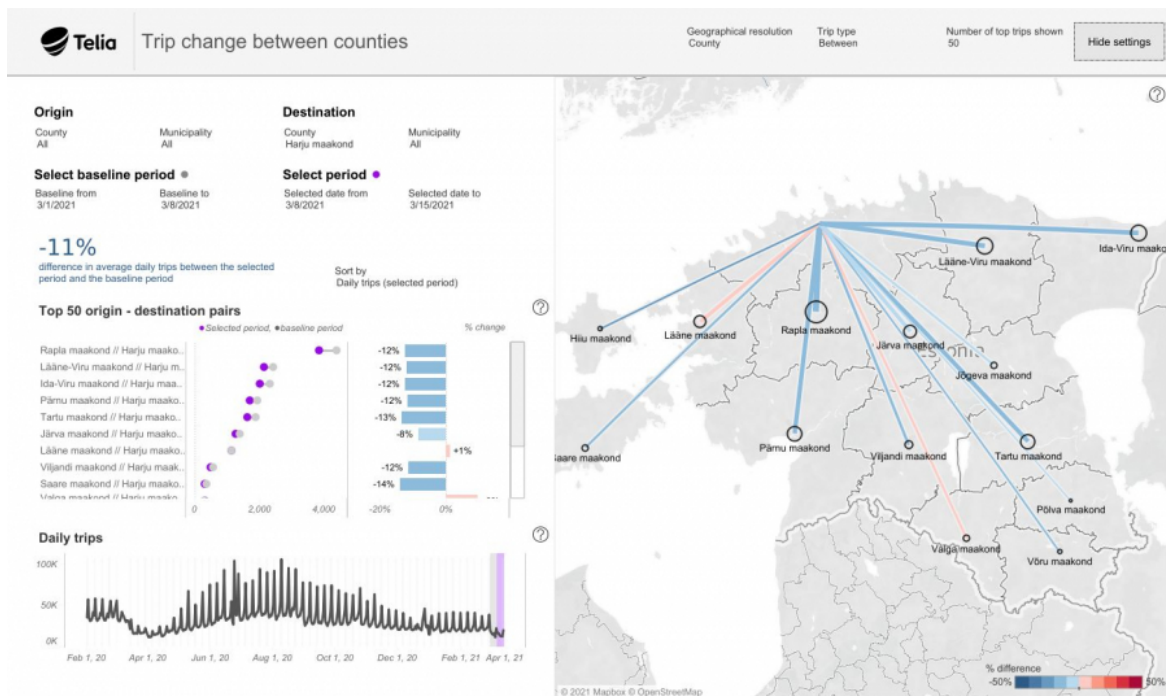 Telia
Trip change between counties
Geographical resolution
County
Trip type
Between
Number of top trips shown
50
Hide settings
Origin
County
All
Municipality
All
Destination
County
Harju maakond
Municipality
All
Select baseline period
Baseline from
3/1/2021
Baseline to
3/8/2021
Select period
Selected date from
3/8/2021
Selected date to
3/15/2021
-11%
difference in average daily trips between the selected
period and the baseline period
Sort by
Daily trips (selected period)
Top 50 origin - destination pairs
?
Selected period, baseline period
% change
Rapla maakond // Harju maako.. -12%
Lääne-Viru maakond // Harju m.. -12%
Ida-Viru maakond // Harju maa.. -12%
Pärnu maakond // Harju maako.. -12%
Tartu maakond // Harju maako.. -13%
Järva maakond // Harju maako.. -8%
Lääne maakond // Harju maako.. +1%
Viljandi maakond // Harju maak.. -12%
Saare maakond // Harju maako.. -14%
Valga maakond // Harju maako
0 2,000 4,000 -20% 0%
Daily trips
?
100K
50K
0K
Feb 1, 20 Apr 1, 20 Jun 1, 20 Aug 1, 20 Oct 1, 20 Dec 1, 20 Feb 1, 21 Apr 1, 21
?
Ida-Viru maako
Lääne-Viru maakond
Rapla maakond
Lääne maakond
Hiiu maakond
Järva maakond
Jõgeva maakond
Pärnu maakond
Viljandi maakond
Tartu maakond
Saare maakond
Põlva maakond
Valga maakond
Võru maakond
% difference
-50% 50%
© 2021 Mapbox © OpenStreetMap